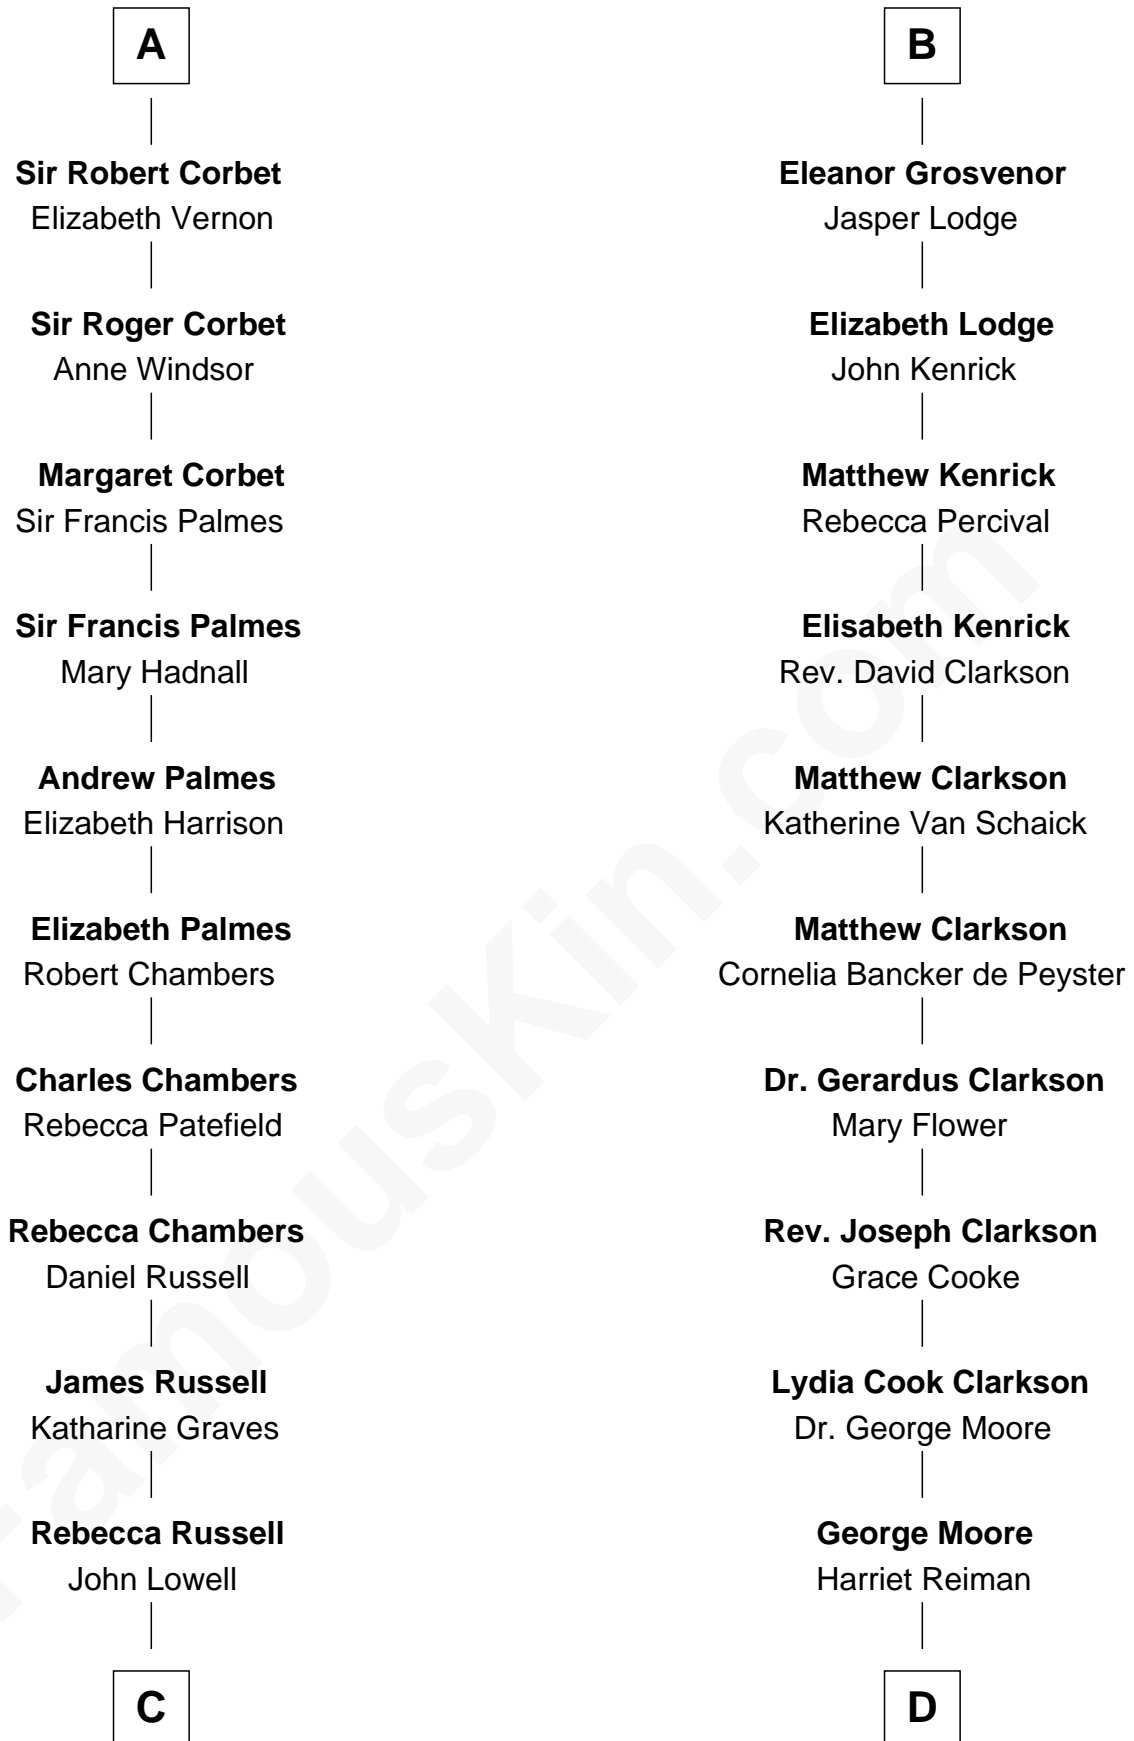 A
Sir Robert Corbet
Elizabeth Vernon
Sir Roger Corbet
Anne Windsor
Margaret Corbet
Sir Francis Palmes
Sir Francis Palmes
Mary Hadnall
Andrew Palmes
Elizabeth Harrison
Elizabeth Palmes
Robert Chambers
Charles Chambers
Rebecca Patefield
Rebecca Chambers
Daniel Russell
James Russell
Katharine Graves
Rebecca Russell
John Lowell
C
B
Eleanor Grosvenor
Jasper Lodge
Elizabeth Lodge
John Kenrick
Matthew Kenrick
Rebecca Percival
Elisabeth Kenrick
Rev. David Clarkson
Matthew Clarkson
Katherine Van Schaick
Matthew Clarkson
Cornelia Bancker de Peyster
Dr. Gerardus Clarkson
Mary Flower
Rev. Joseph Clarkson
Grace Cooke
Lydia Cook Clarkson
Dr. George Moore
George Moore
Harriet Reiman
D
FamousKin.com